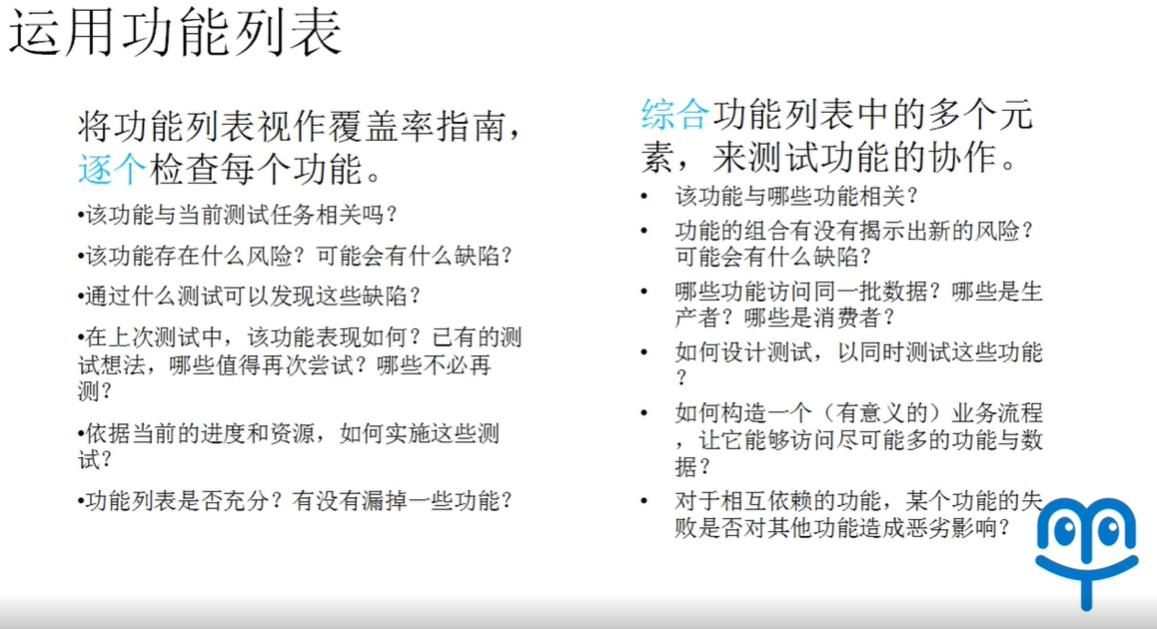 运用功能列表
将功能列表视作覆盖率指南，
逐个检查每个功能。
•该功能与当前测试任务相关吗？
•该功能存在什么风险？可能会有什么缺陷？
•通过什么测试可以发现这些缺陷？
•在上次测试中，该功能表现如何？已有的测
试想法，哪些值得再次尝试？哪些不必再
测？
•依据当前的进度和资源，如何实施这些测
试？
•功能列表是否充分？有没有漏掉一些功能？
综合功能列表中的多个元
素，来测试功能的协作。
• 该功能与哪些功能相关？
• 功能的组合有没有揭示出新的风险？
可能会有什么缺陷？
• 哪些功能访问同一批数据？哪些是生
产者？哪些是消费者？
• 如何设计测试，以同时测试这些功能
？
• 如何构造一个（有意义的）业务流程
，让它能够访问尽可能多的功能与数
据？
• 对于相互依赖的功能，某个功能的失
败是否对其他功能造成恶劣影响？